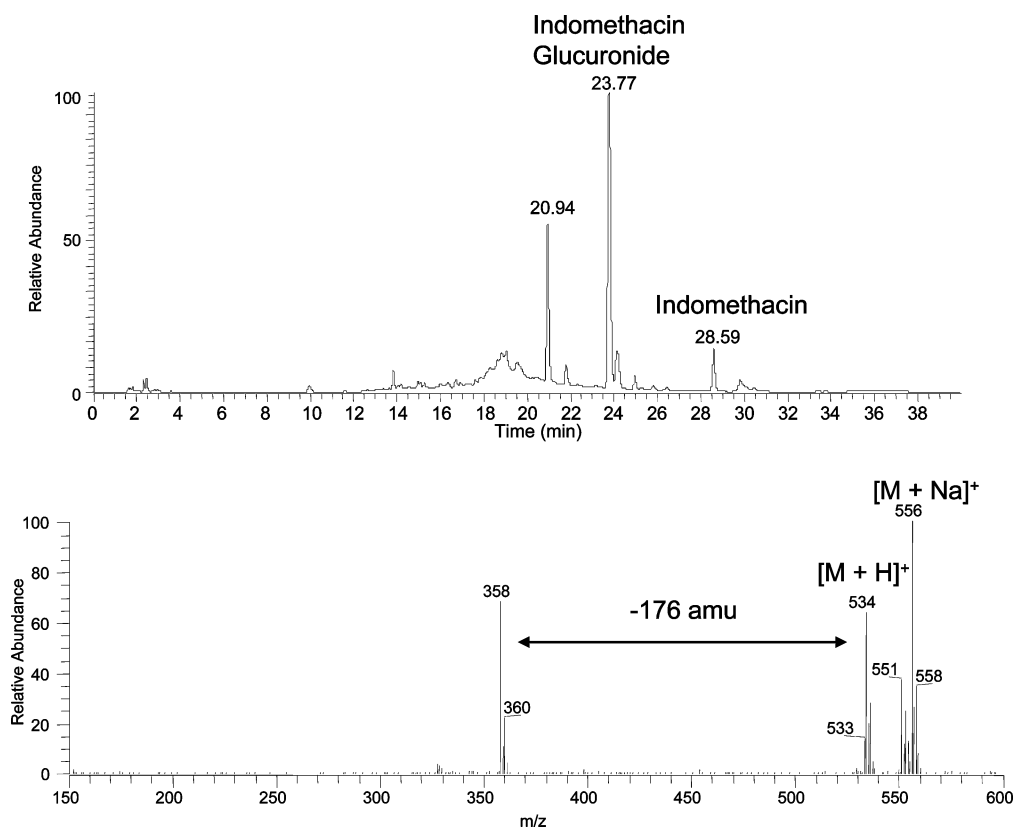 Indomethacin
Glucuronide
23.77
100
20.94
50
Relative Abundance
Indomethacin
28.59
0
0 2 4 6 8 10 12 14 16 18 20 22 24 26 28 30 32 34 36 38
Time (min)
[M + Na]+
556
100
[M + H]+
80
358
-176 amu
534
60
Relative Abundance
40
551
558
360
20
533
0
150 200 250 300 350 400 450 500 550 600
m/z